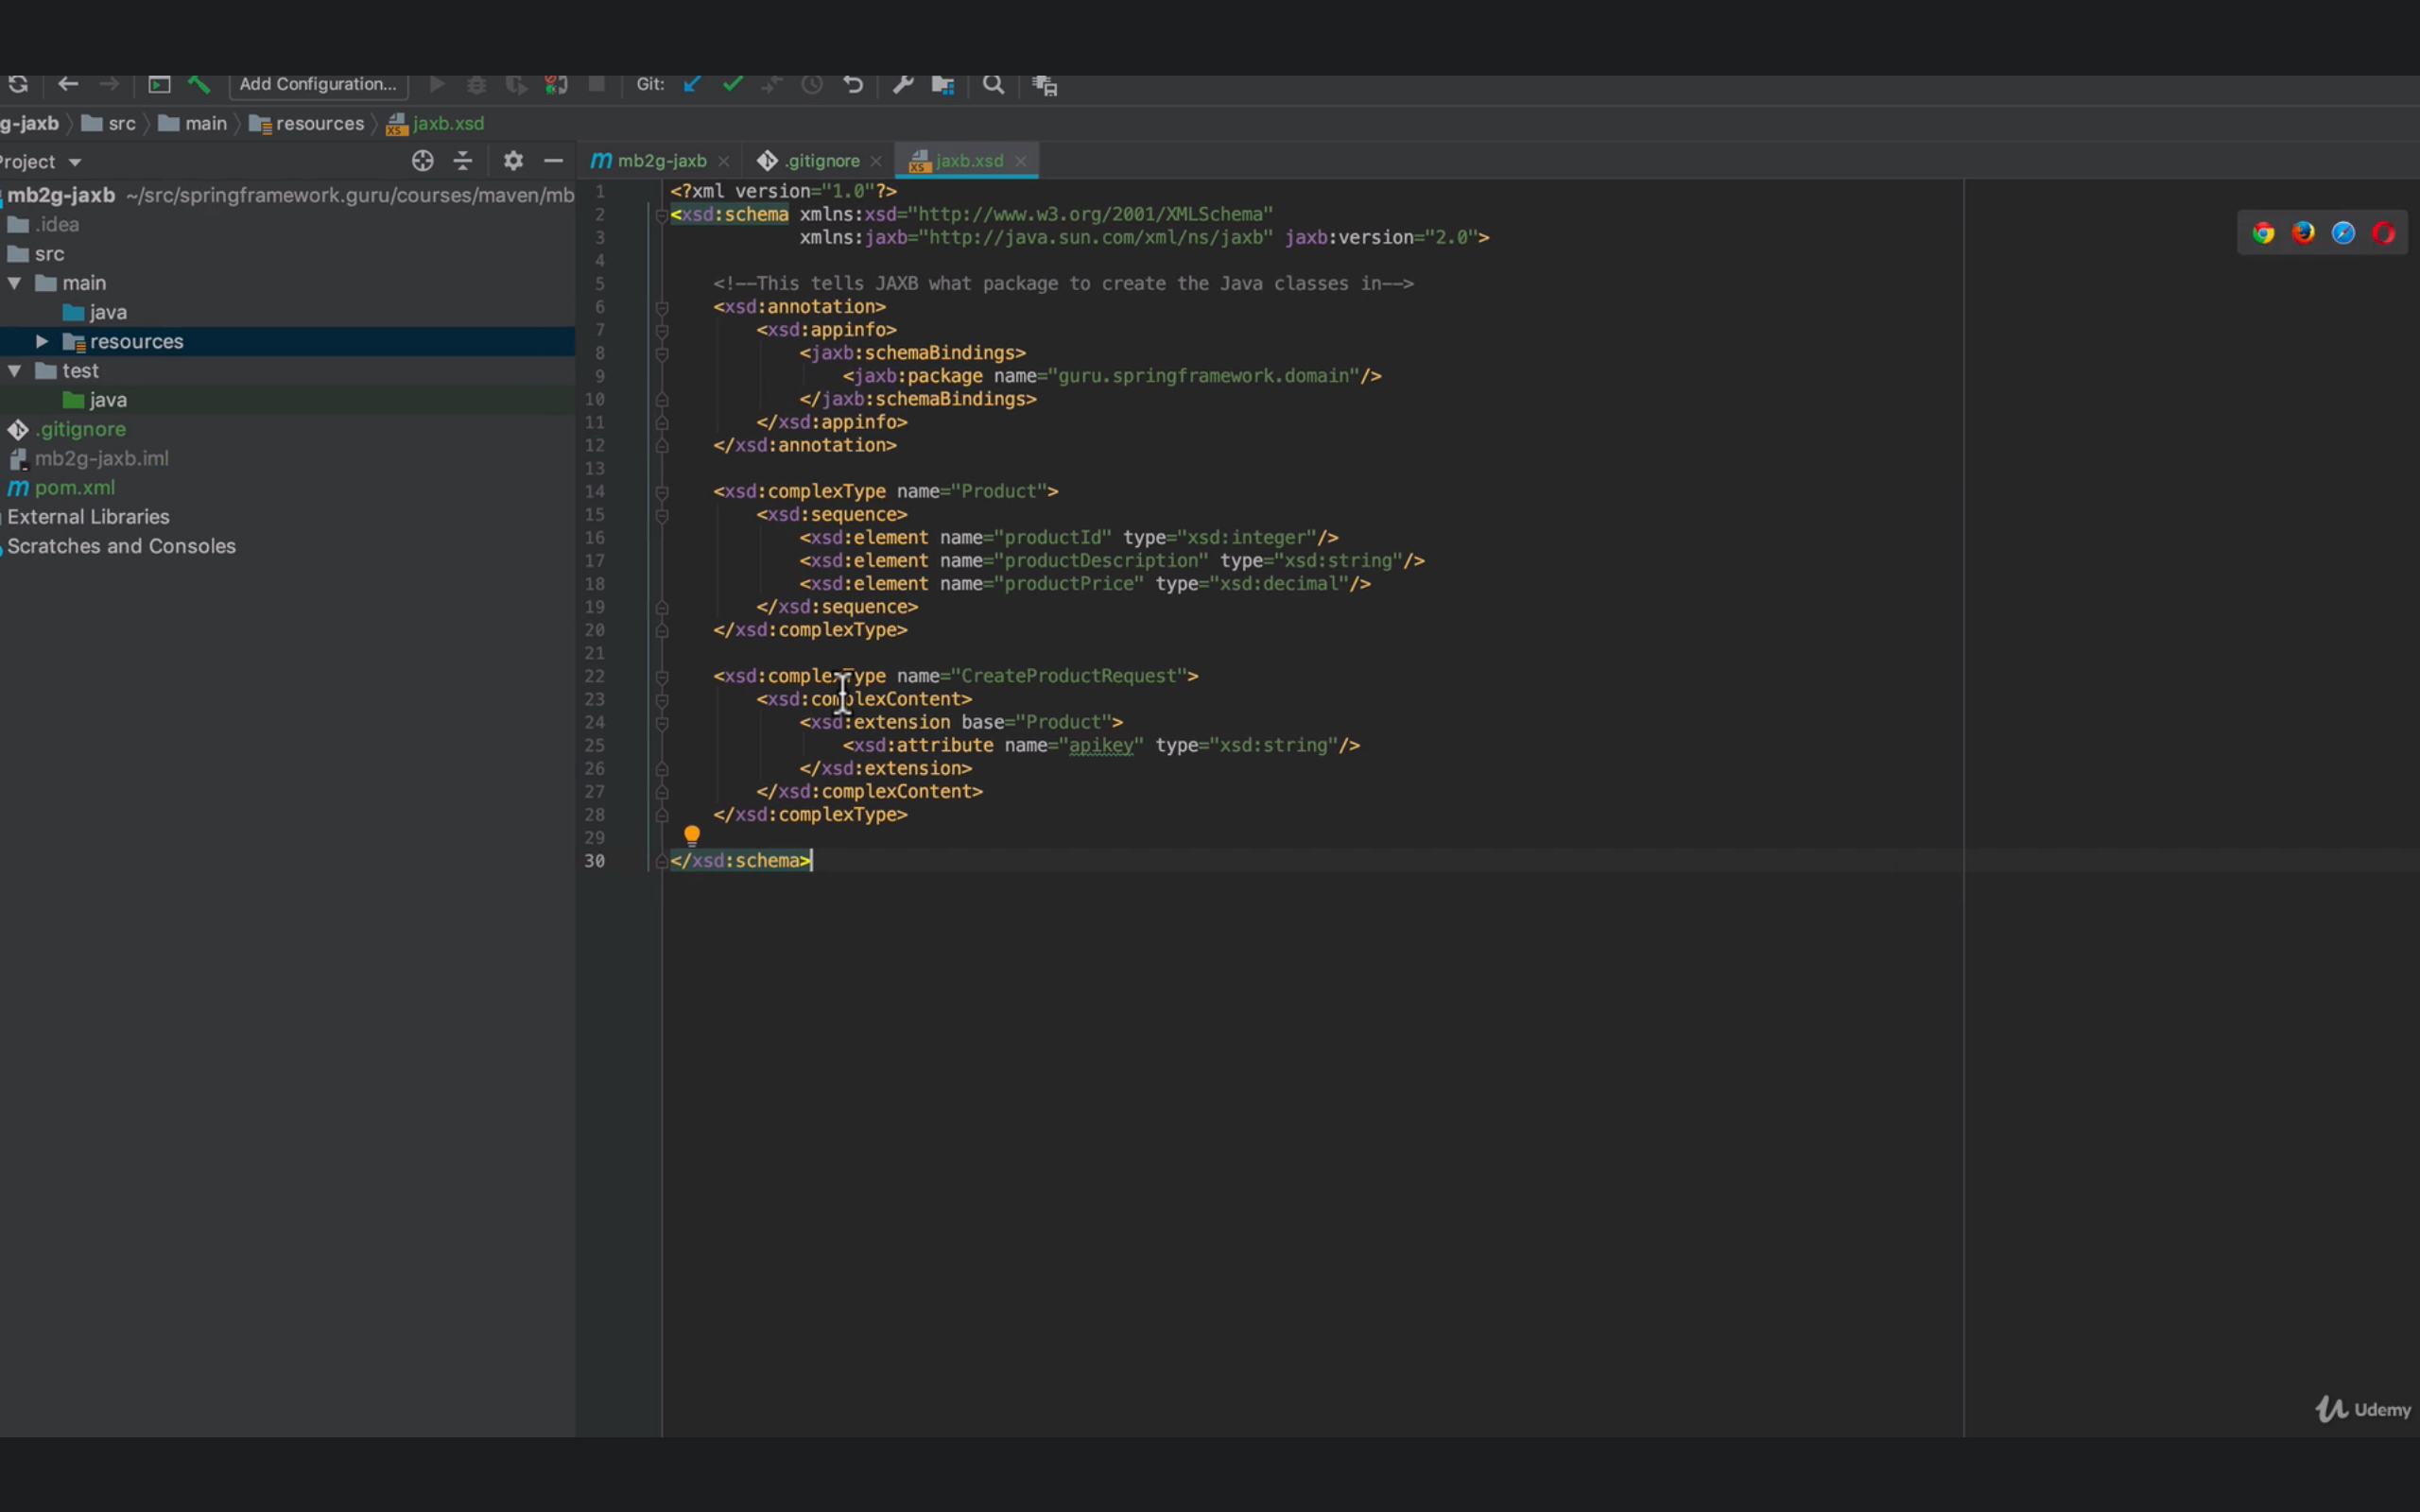 Add Configuration... Git:
g-jaxb src main resources jaxb.xsd
Project
mb2g-jaxb .gitignore jaxb.xsd
mb2g-jaxb ~/src/springframework.guru/courses/maven/mb
.idea
src
main
java
resources
test
java
.gitignore
mb2g-jaxb.iml
pom.xml
External Libraries
Scratches and Consoles
1 <?xml version="1.0"?>
2 <xsd:schema xmlns:xsd="http://www.w3.org/2001/XMLSchema"
3 xmlns:jaxb="http://java.sun.com/xml/ns/jaxb" jaxb:version="2.0">
4
5 <!--This tells JAXB what package to create the Java classes in-->
6 <xsd:annotation>
7 <xsd:appinfo>
8 <jaxb:schemaBindings>
9 <jaxb:package name="guru.springframework.domain"/>
10 </jaxb:schemaBindings>
11 </xsd:appinfo>
12 </xsd:annotation>
13
14 <xsd:complexType name="Product">
15 <xsd:sequence>
16 <xsd:element name="productId" type="xsd:integer"/>
17 <xsd:element name="productDescription" type="xsd:string"/>
18 <xsd:element name="productPrice" type="xsd:decimal"/>
19 </xsd:sequence>
20 </xsd:complexType>
21
22 <xsd:complexType name="CreateProductRequest">
23 <xsd:complexContent>
24 <xsd:extension base="Product">
25 <xsd:attribute name="apikey" type="xsd:string"/>
26 </xsd:extension>
27 </xsd:complexContent>
28 </xsd:complexType>
29
30 </xsd:schema>
Udemy